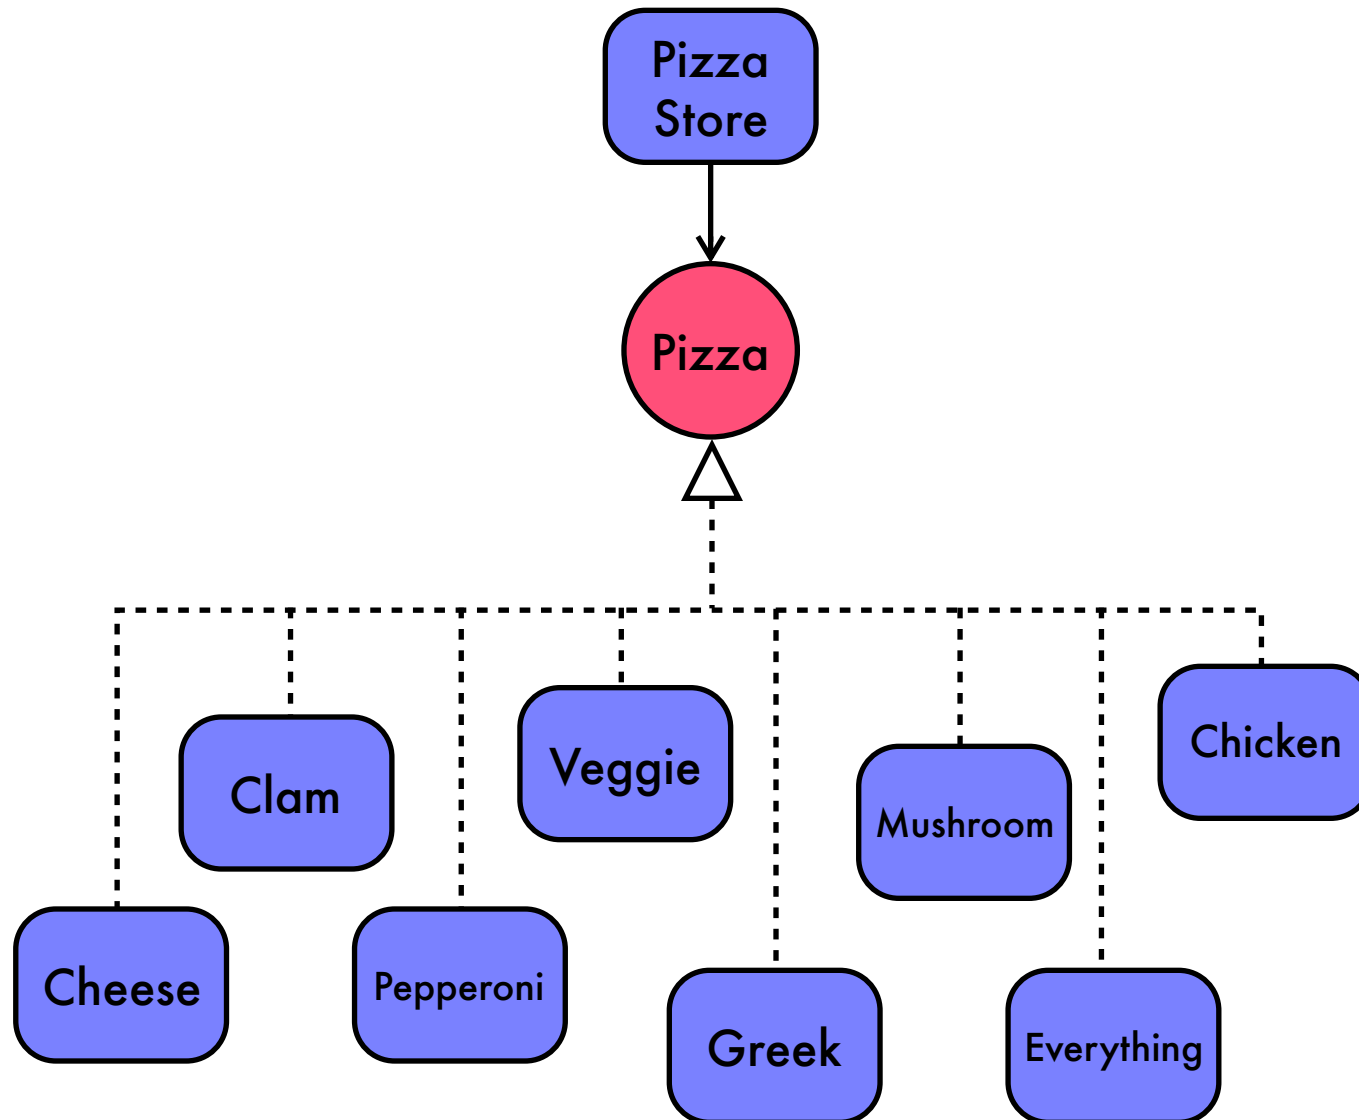 Pizza
Store
Pizza
Chicken
Veggie
Clam
Mushroom
Cheese
Pepperoni
Greek
Everything